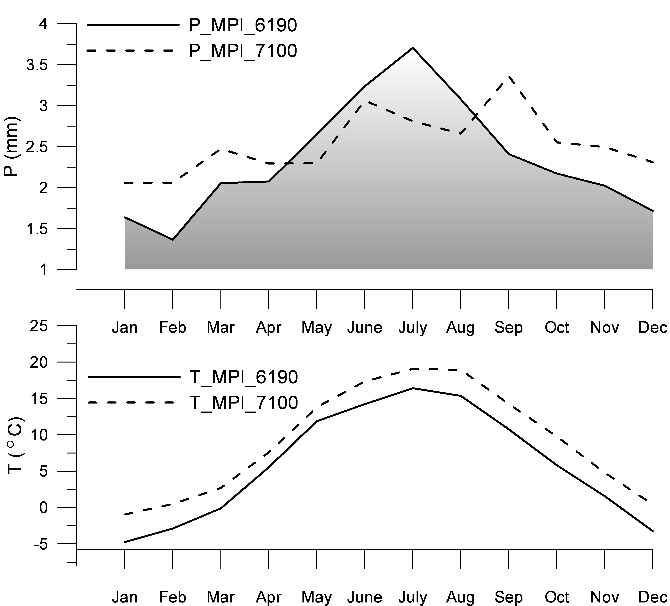 4
P_MPI_6190
P_MPI_7100
3.5
3
2.5
P (mm)
2
1.5
1
Jan Feb Mar Apr May June July Aug Sep Oct Nov Dec
25
20
T_MPI_6190
15
T_MPI_7100
10
T (°C)
5
0
-5
Jan Feb Mar Apr May June July Aug Sep Oct Nov Dec